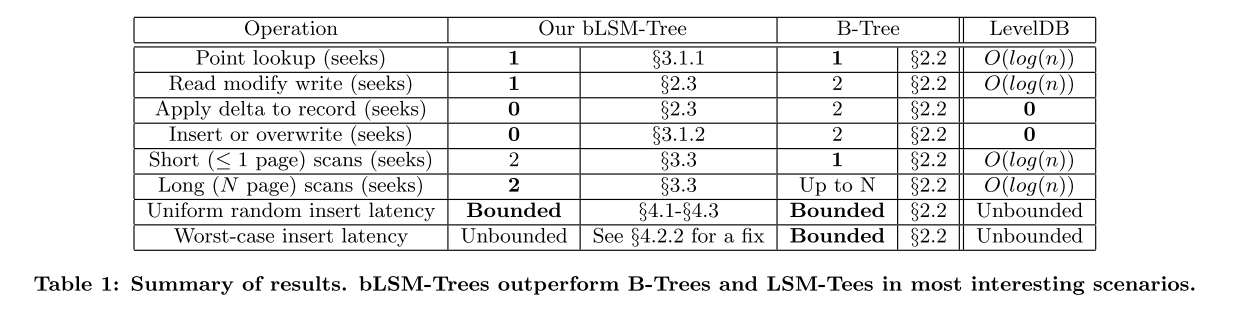 Operation Our bLSM-Tree B-Tree LevelDB
Point lookup (seeks) 1 §3.1.1 1 §2.2 O(log(n))
Read modify write (seeks) 1 §2.3 2 §2.2 O(log(n))
Apply delta to record (seeks) 0 §2.3 2 §2.2 0
Insert or overwrite (seeks) 0 §3.1.2 2 §2.2 0
Short (≤ 1 page) scans (seeks) 2 §3.3 1 §2.2 O(log(n))
Long (N page) scans (seeks) 2 §3.3 Up to N §2.2 O(log(n))
Uniform random insert latency Bounded §4.1-§4.3 Bounded §2.2 Unbounded
Worst-case insert latency Unbounded See §4.2.2 for a fix Bounded §2.2 Unbounded
Table 1: Summary of results. bLSM-Trees outperform B-Trees and LSM-Tees in most interesting scenarios.